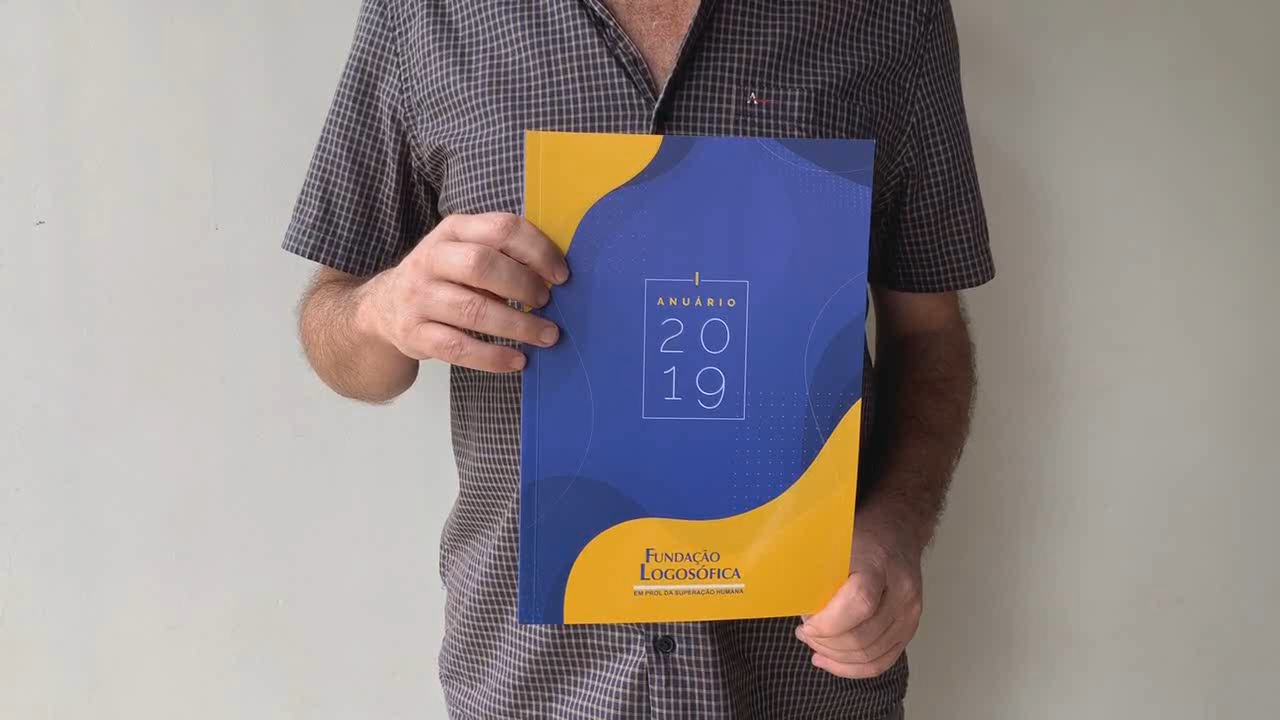 ANUÁRIO
20
19
FUNDAÇÃO
LOGOSÓFICA
EM PROL DA SUPERAÇÃO HUMANA